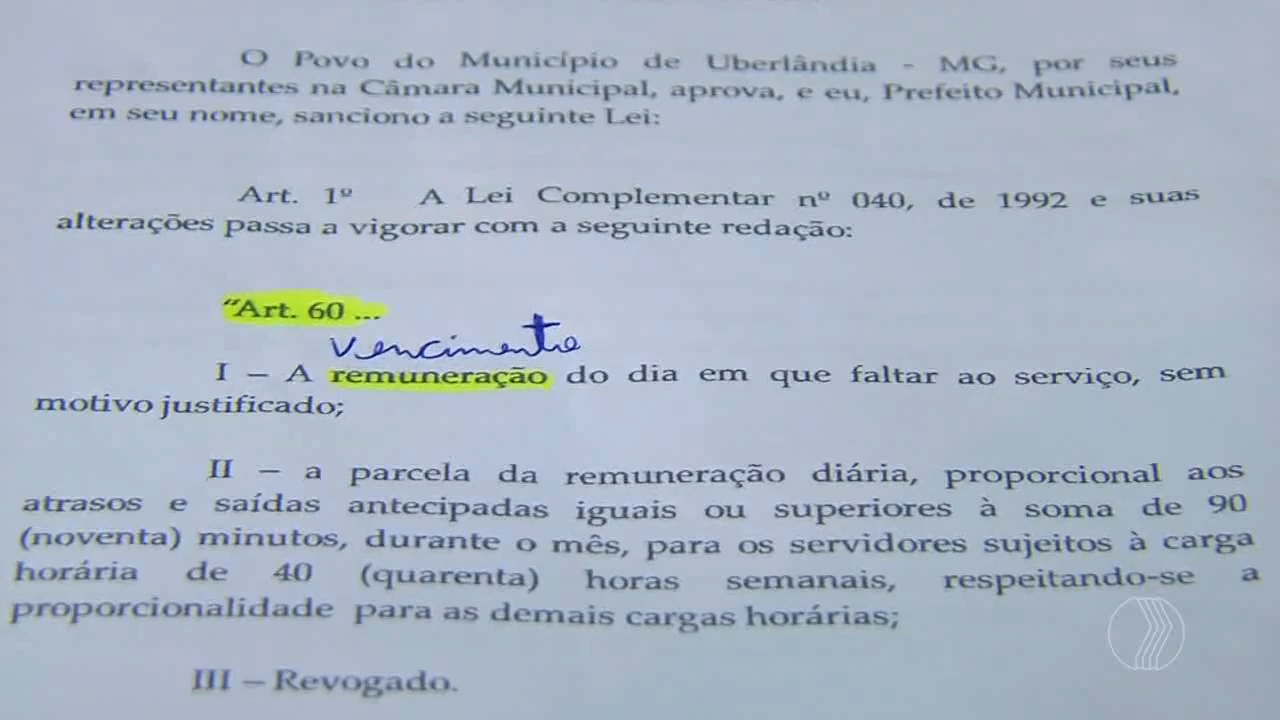 O Povo do Município de Uberlândia - MG, por seus
representantes na Câmara Municipal, aprova, e eu, Prefeito Municipal,
em seu nome, sanciono a seguinte Lei:
Art. 1º A Lei Complementar nº 040, de 1992 e suas
alterações passa a vigorar com a seguinte redação:
“Art. 60 ...
vencimento
I – A remuneração do dia em que faltar ao serviço, sem
motivo justificado;
II – a parcela da remuneração diária, proporcional aos
atrasos e saídas antecipadas iguais ou superiores à soma de 90
(noventa) minutos, durante o mês, para os servidores sujeitos à carga
horária de 40 (quarenta) horas semanais, respeitando-se a
proporcionalidade para as demais cargas horárias;
III – Revogado.